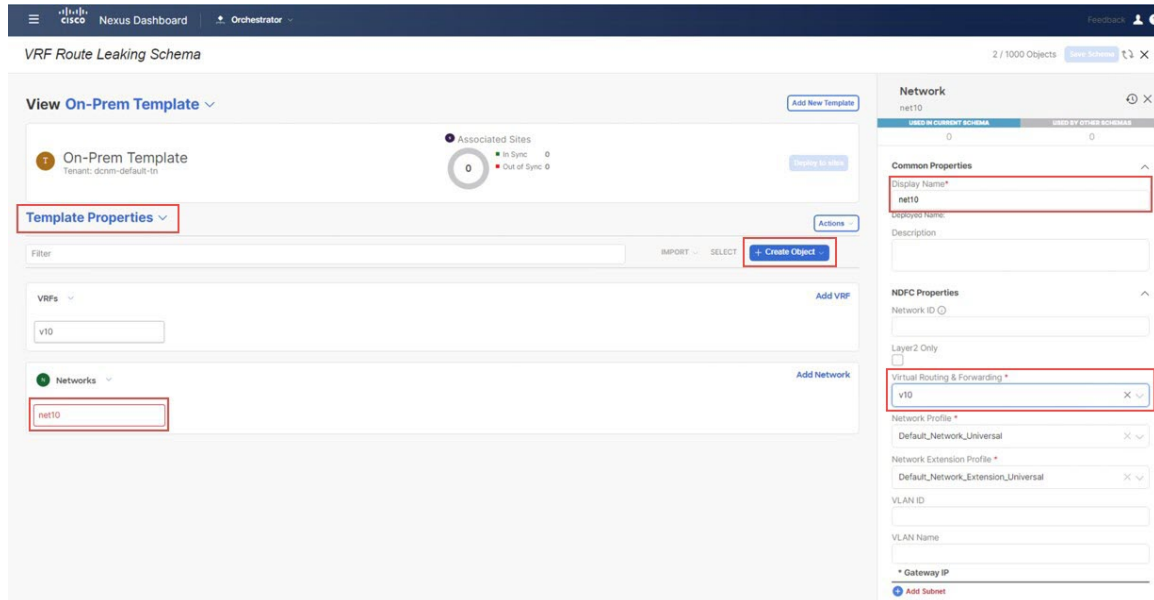 cisco Nexus Dashboard Orchestrator Feedback
VRF Route Leaking Schema 2 / 1000 Objects Save Schema
View On-Prem Template Add New Template
T On-Prem Template
Tenant: dcnm-default-tn
Associated Sites
0
In Sync 0
Out of Sync 0
Deploy to sites
Template Properties Actions
Filter IMPORT SELECT + Create Object
VRFs Add VRF
v10
N Networks Add Network
net10
Network
net10
USED IN CURRENT SCHEMA USED BY OTHER SCHEMAS
0 0
Common Properties
Display Name*
net10
Deployed Name:
Description
NDFC Properties
Network ID
Layer2 Only
Virtual Routing & Forwarding *
v10
Network Profile *
Default_Network_Universal
Network Extension Profile *
Default_Network_Extension_Universal
VLAN ID
VLAN Name
* Gateway IP
Add Subnet